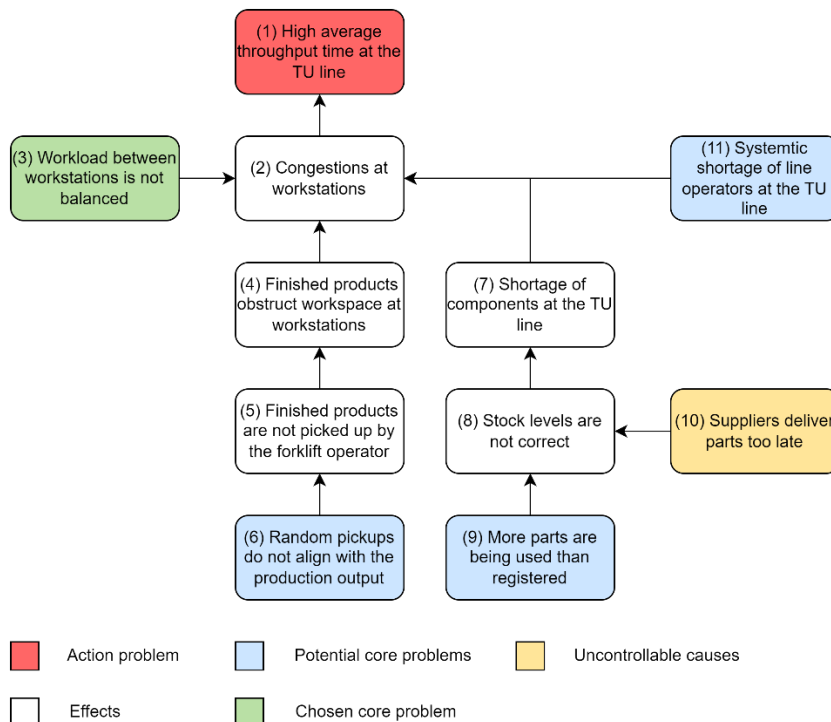 (1) High average
throughput time at the
TU line
(3) Workload between
workstations is not
balanced
(2) Congestions at
workstations
(11) Systemtic
shortage of line
operators at the TU
line
(4) Finished products
obstruct workspace at
workstations
(7) Shortage of
components at the TU
line
(5) Finished products
are not picked up by
the forklift operator
(8) Stock levels are
not correct
(10) Suppliers deliver
parts too late
(6) Random pickups
do not align with the
production output
(9) More parts are
being used than
registered
Action problem
Potential core problems
Uncontrollable causes
Effects
Chosen core problem